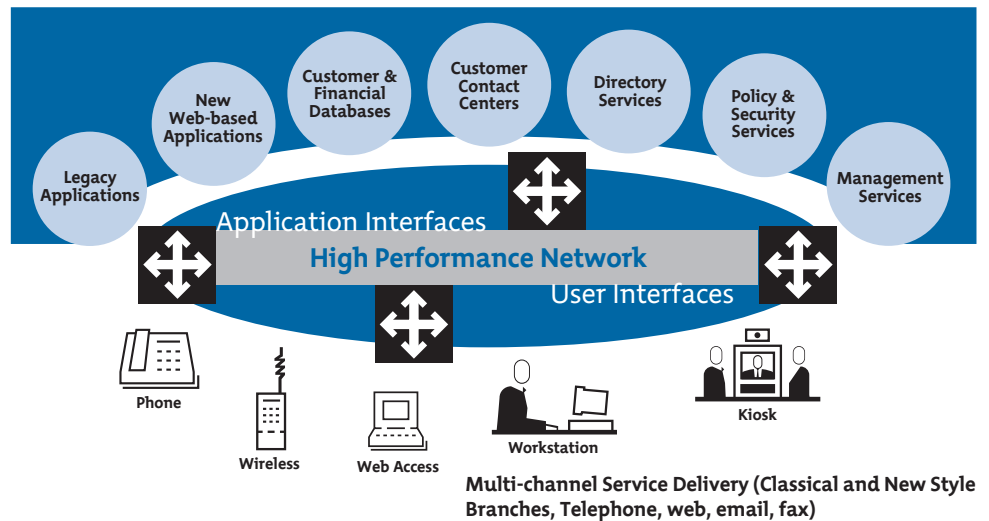 Legacy
Applications
New
Web-based
Applications
Customer &
Financial
Databases
Customer
Contact
Centers
Directory
Services
Policy &
Security
Services
Management
Services
Application Interfaces
High Performance Network
User Interfaces
Phone
Wireless
Web Access
Workstation
Kiosk
Multi-channel Service Delivery (Classical and New Style
Branches, Telephone, web, email, fax)